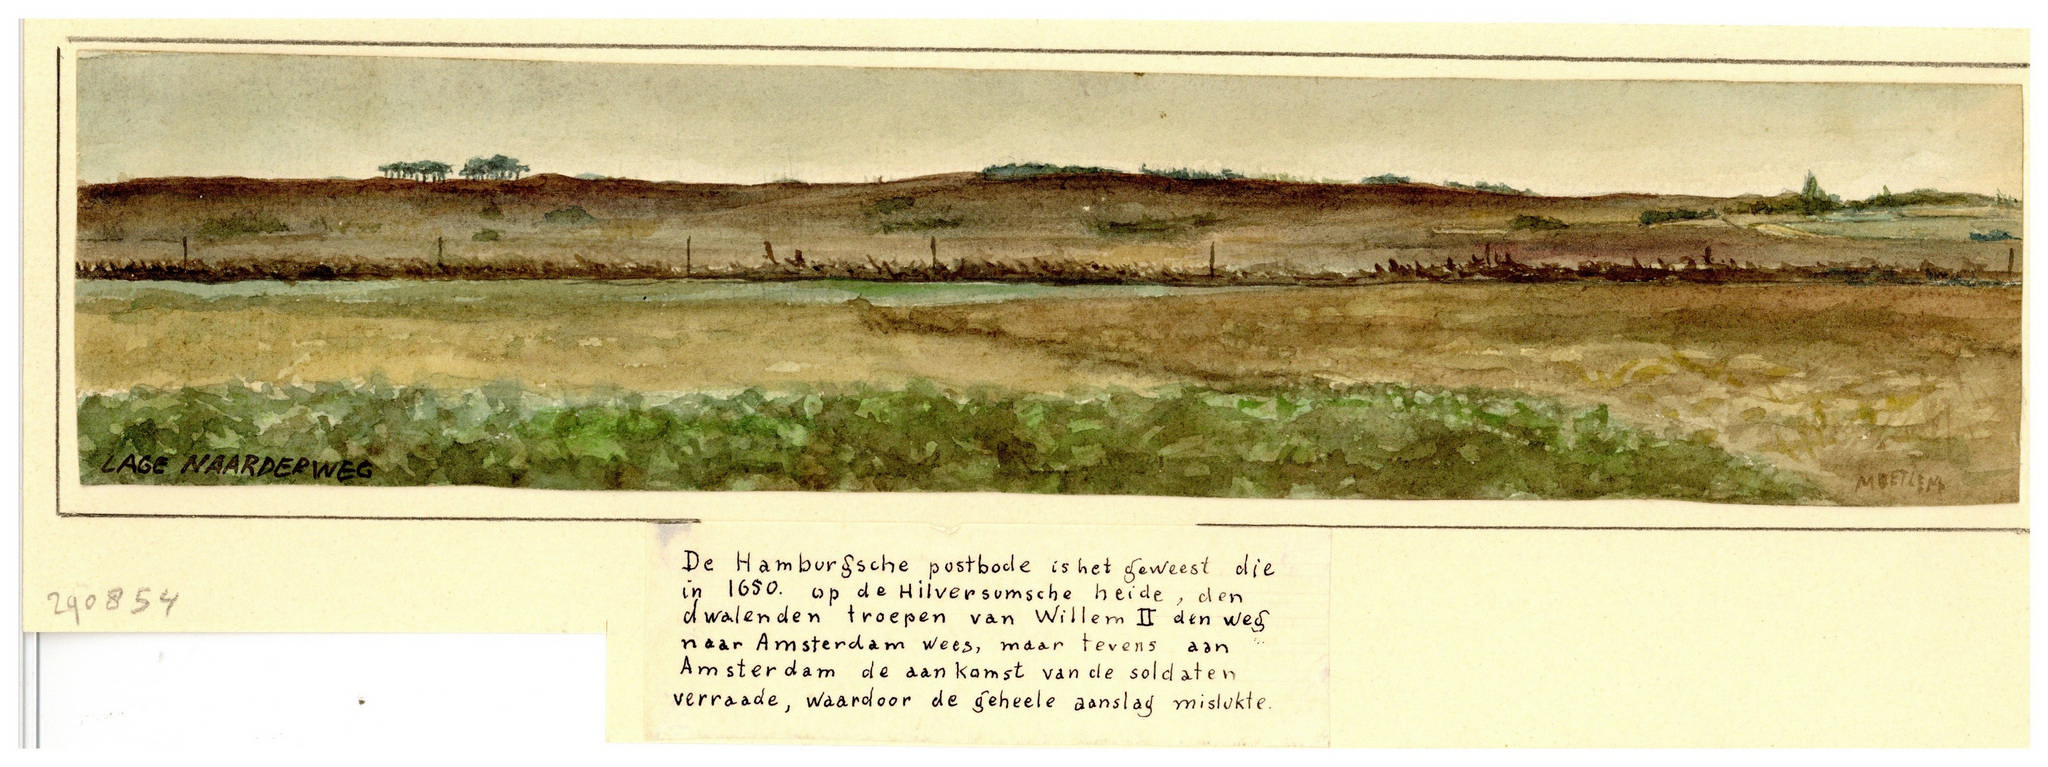 LAGE NAARDERWEG
290854
De Hamburgsche postbode is het geweest die
in 1650. op de Hilversumsche heide, den
dwalenden troepen van Willem II den weg
naar Amsterdam wees, maar tevens aan
Amsterdam de aankomst van de soldaten
verraade, waardoor de geheele aanslag mislukte.